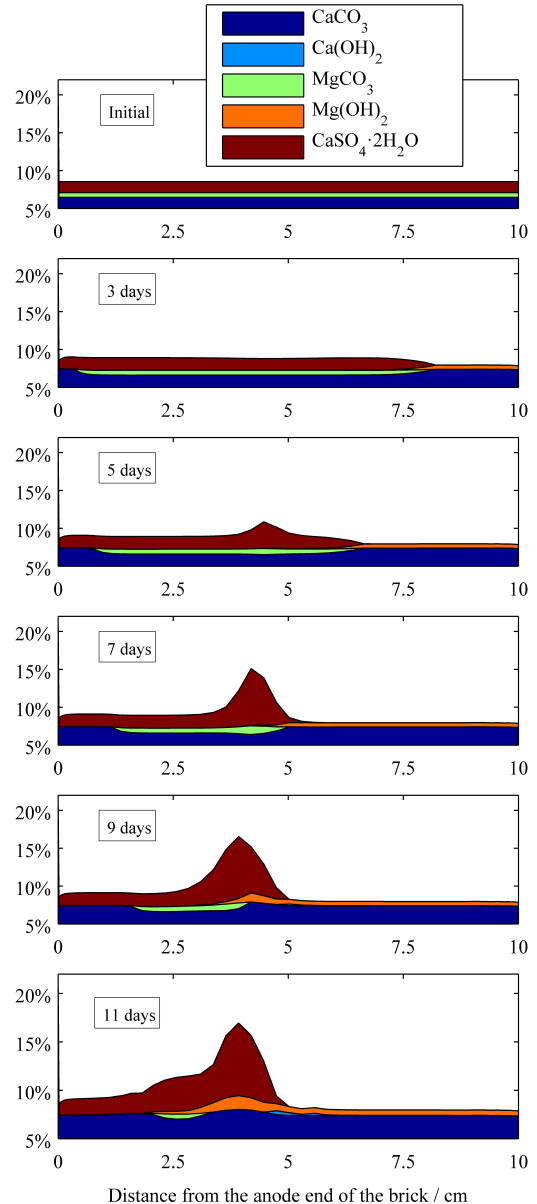 CaCO₃
Ca(OH)₂
MgCO₃
Mg(OH)₂
CaSO₄·2H₂O
20%
15%
10%
5%
Initial
0 2.5 5 7.5 10
20%
15%
10%
5%
3 days
0 2.5 5 7.5 10
20%
15%
10%
5%
5 days
0 2.5 5 7.5 10
20%
15%
10%
5%
7 days
0 2.5 5 7.5 10
20%
15%
10%
5%
9 days
0 2.5 5 7.5 10
20%
15%
10%
5%
11 days
0 2.5 5 7.5 10
Distance from the anode end of the brick / cm